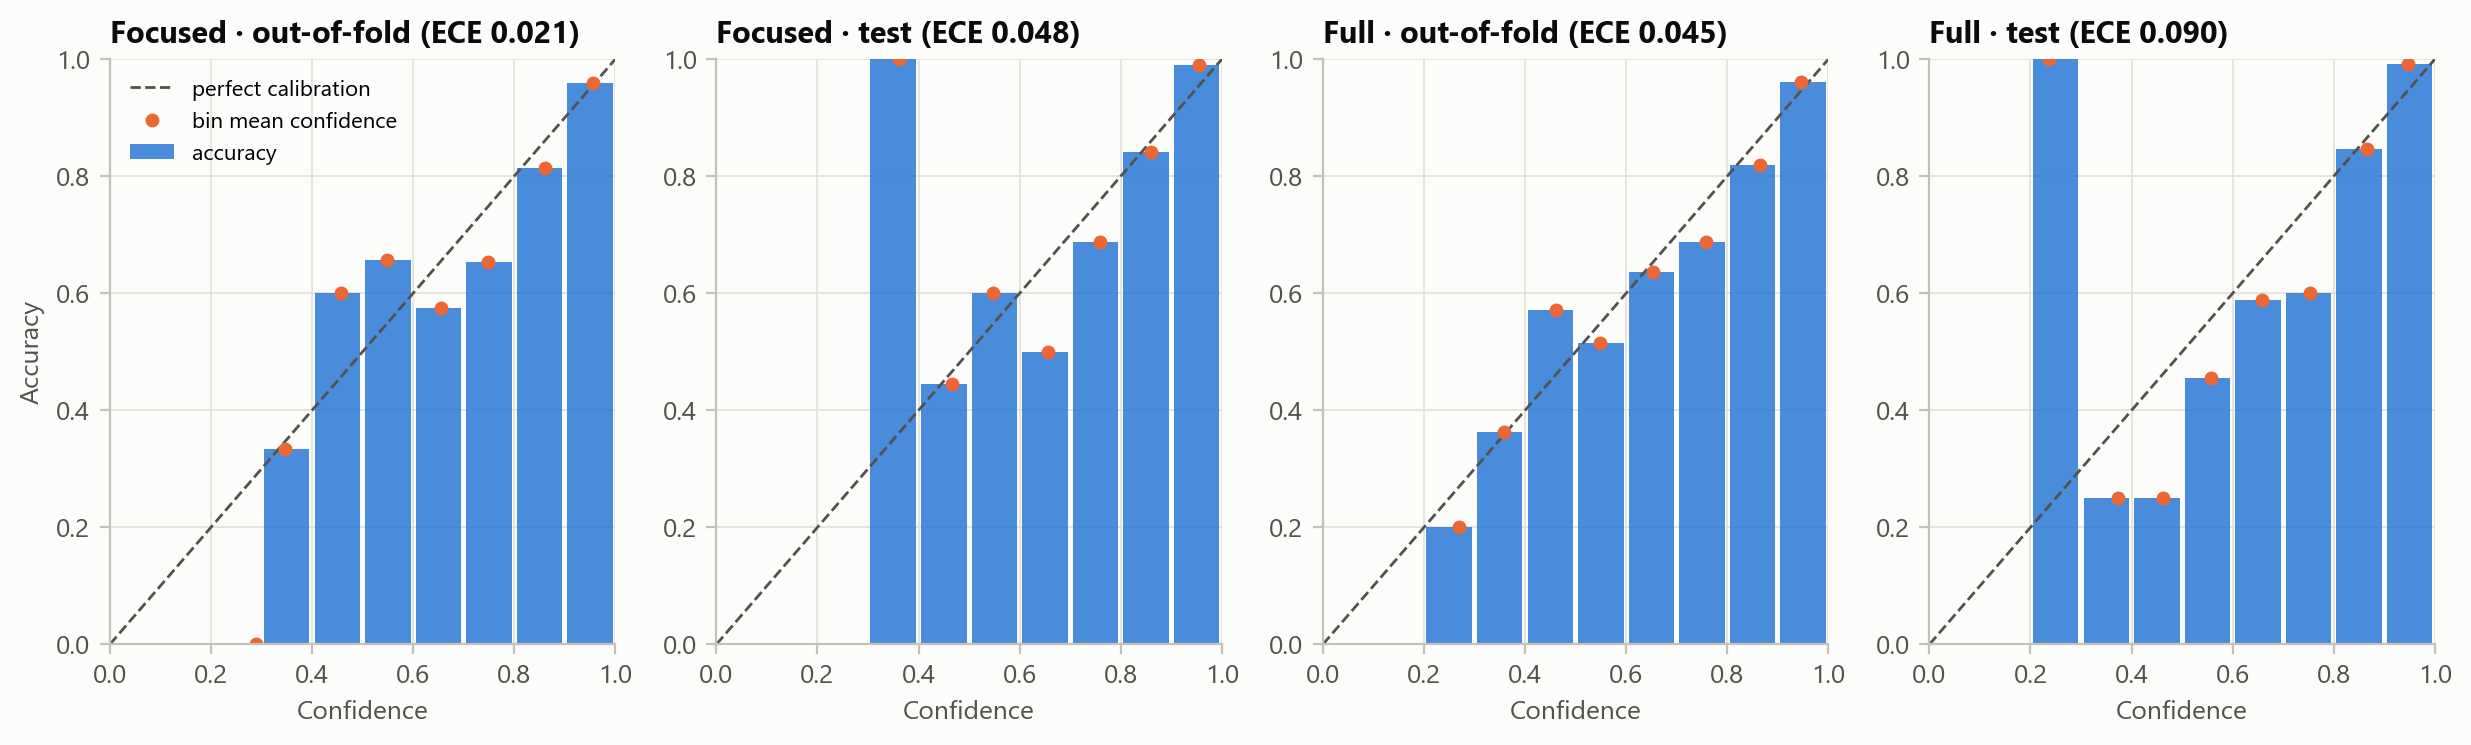 Focused · out-of-fold (ECE 0.021)
1.0
0.8
0.6
0.4
0.2
0.0
Accuracy
perfect calibration
bin mean confidence
accuracy
0.0 0.2 0.4 0.6 0.8 1.0
Confidence
Focused · test (ECE 0.048)
1.0
0.8
0.6
0.4
0.2
0.0
0.0 0.2 0.4 0.6 0.8 1.0
Confidence
Full · out-of-fold (ECE 0.045)
1.0
0.8
0.6
0.4
0.2
0.0
0.0 0.2 0.4 0.6 0.8 1.0
Confidence
Full · test (ECE 0.090)
1.0
0.8
0.6
0.4
0.2
0.0
0.0 0.2 0.4 0.6 0.8 1.0
Confidence